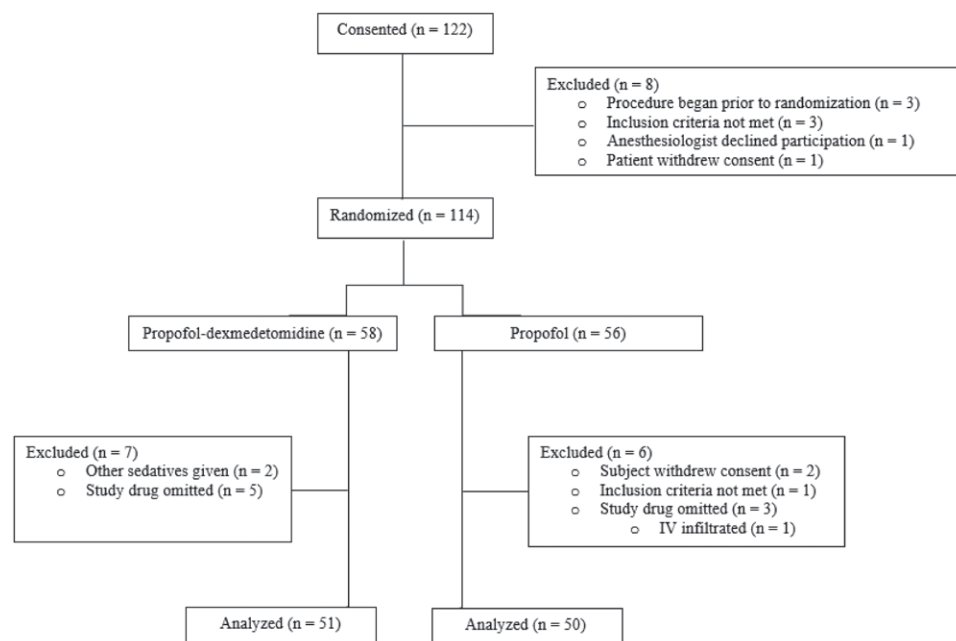 Consented (n = 122)
Excluded (n = 8)
o Procedure began prior to randomization (n = 3)
o Inclusion criteria not met (n = 3)
o Anesthesiologist declined participation (n = 1)
o Patient withdrew consent (n = 1)
Randomized (n = 114)
Propofol-dexmedetomidine (n = 58)
Propofol (n = 56)
Excluded (n = 7)
o Other sedatives given (n = 2)
o Study drug omitted (n = 5)
Excluded (n = 6)
o Subject withdrew consent (n = 2)
o Inclusion criteria not met (n = 1)
o Study drug omitted (n = 3)
o IV infiltrated (n = 1)
Analyzed (n = 51)
Analyzed (n = 50)